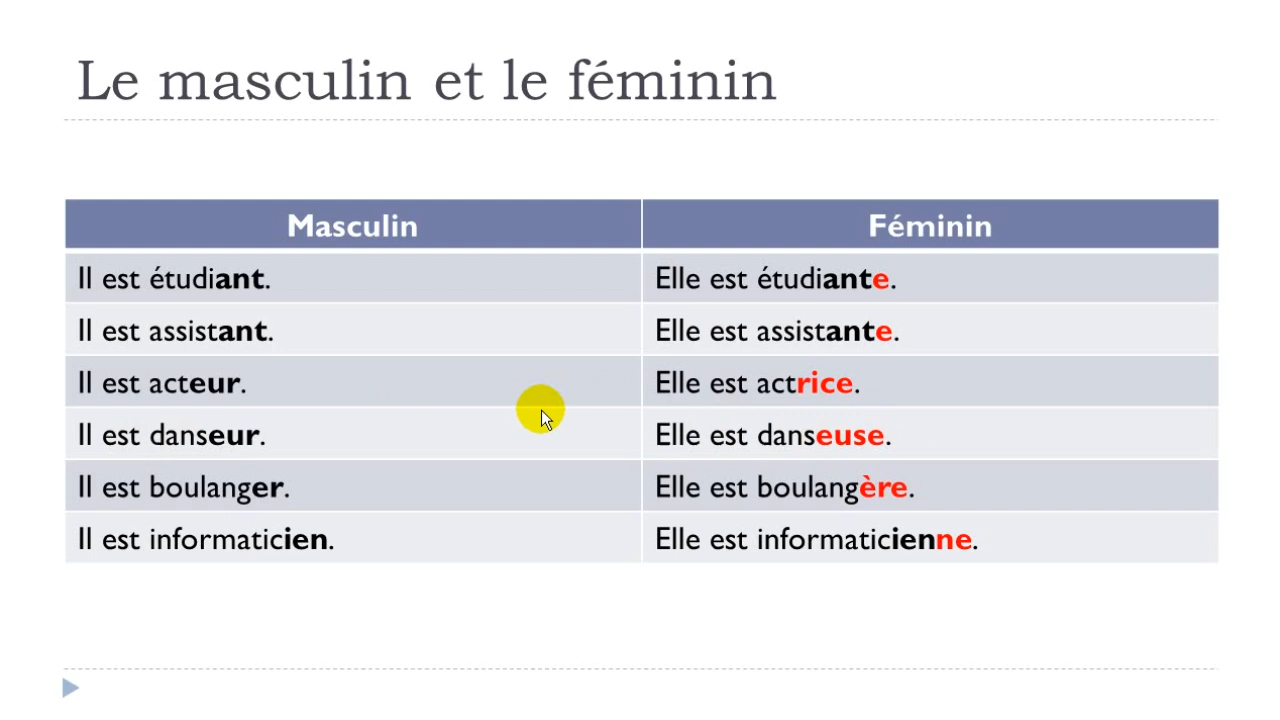 Le masculin et le féminin
Masculin Féminin
Il est étudiant. Elle est étudiante.
Il est assistant. Elle est assistante.
Il est acteur. Elle est actrice.
Il est danseur. Elle est danseuse.
Il est boulanger. Elle est boulangère.
Il est informaticien. Elle est informaticienne.